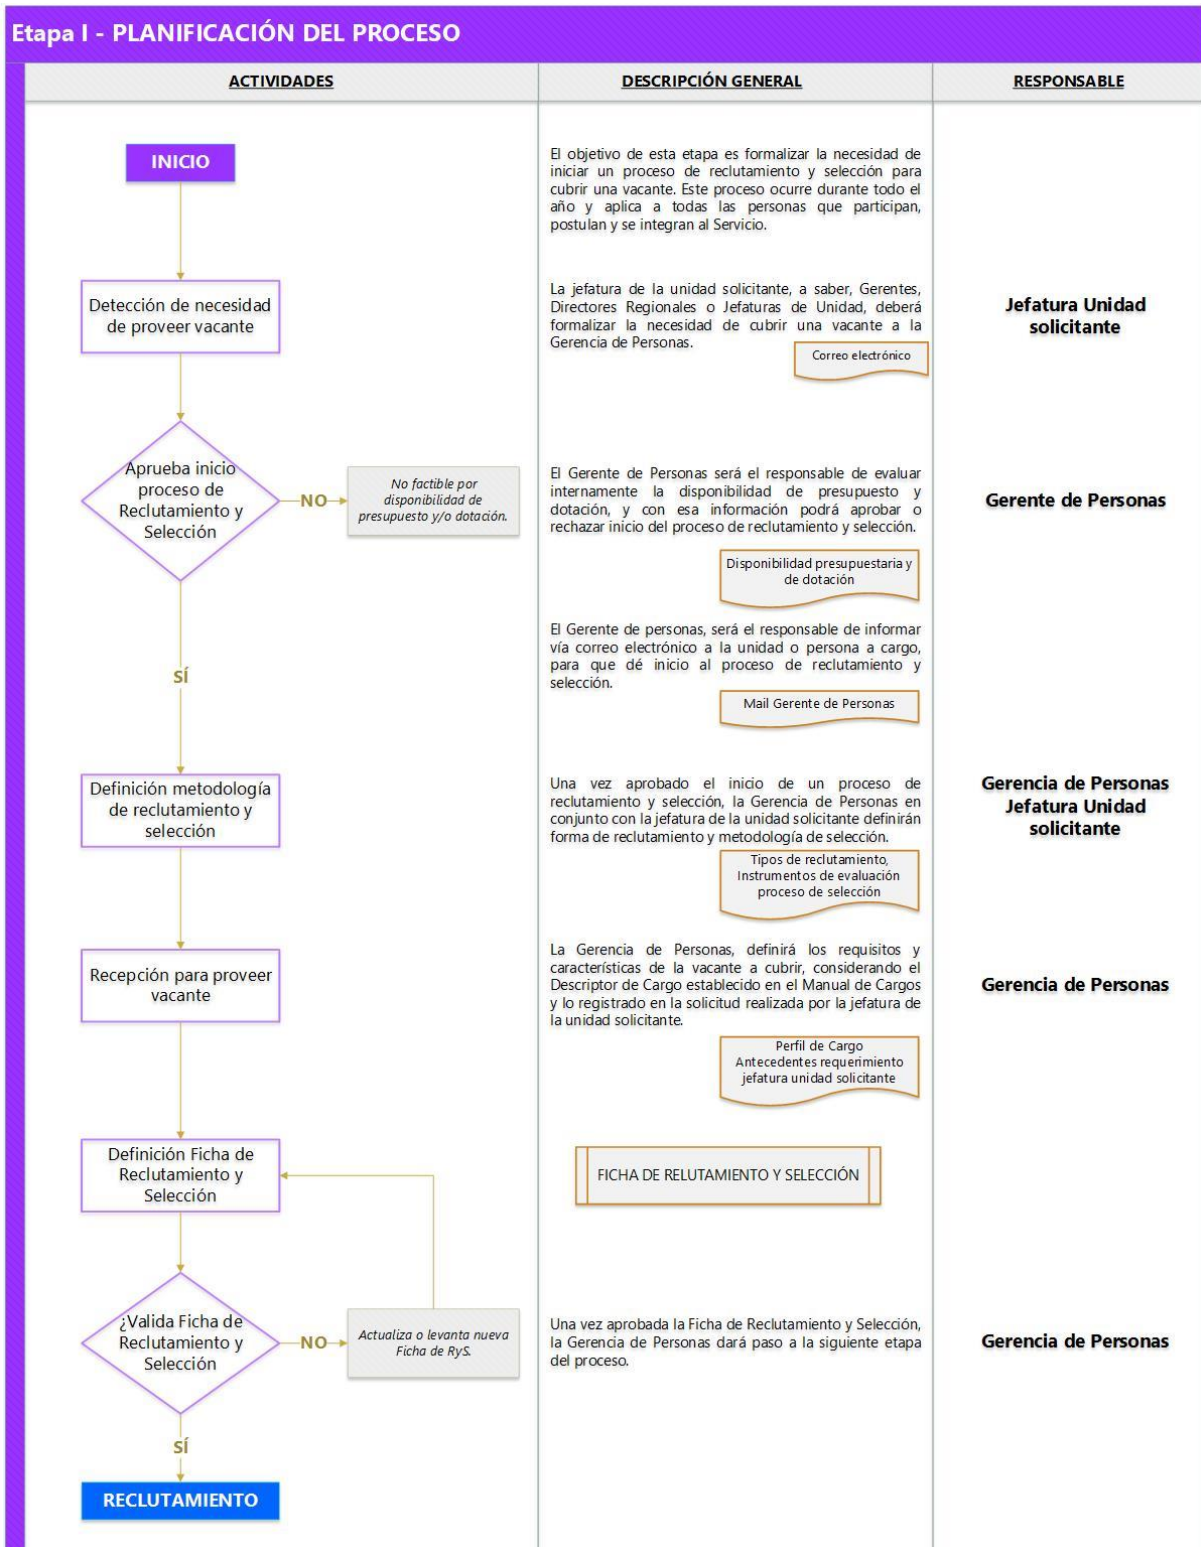 Etapa I - PLANIFICACIÓN DEL PROCESO
ACTIVIDADES
DESCRIPCIÓN GENERAL
RESPONSABLE
INICIO
El objetivo de esta etapa es formalizar la necesidad de
iniciar un proceso de reclutamiento y selección para
cubrir una vacante. Este proceso ocurre durante todo el
año y aplica a todas las personas que participan,
postulan y se integran al Servicio.
Detección de necesidad
de proveer vacante
La jefatura de la unidad solicitante, a saber, Gerentes,
Directores Regionales o Jefaturas de Unidad, deberá
formalizar la necesidad de cubrir una vacante a la
Gerencia de Personas.
Correo electrónico
Jefatura Unidad
solicitante
Aprueba inicio
proceso de
Reclutamiento y
Selección
NO
No factible por
disponibilidad de
presupuesto y/o dotación.
El Gerente de Personas será el responsable de evaluar
internamente la disponibilidad de presupuesto y
dotación, y con esa información podrá aprobar o
rechazar inicio del proceso de reclutamiento y selección.
Gerente de Personas
Disponibilidad presupuestaria y
de dotación
El Gerente de personas, será el responsable de informar
vía correo electrónico a la unidad o persona a cargo,
para que dé inicio al proceso de reclutamiento y
selección.
SÍ
Mail Gerente de Personas
Definición metodología
de reclutamiento y
selección
Una vez aprobado el inicio de un proceso de
reclutamiento y selección, la Gerencia de Personas en
conjunto con la jefatura de la unidad solicitante definirán
forma de reclutamiento y metodología de selección.
Gerencia de Personas
Jefatura Unidad
solicitante
Tipos de reclutamiento,
Instrumentos de evaluación
proceso de selección
Recepción para proveer
vacante
La Gerencia de Personas, definirá los requisitos y
características de la vacante a cubrir, considerando el
Descriptor de Cargo establecido en el Manual de Cargos
y lo registrado en la solicitud realizada por la jefatura de
la unidad solicitante.
Gerencia de Personas
Perfil de Cargo
Antecedentes requerimiento
jefatura unidad solicitante
Definición Ficha de
Reclutamiento y
Selección
FICHA DE RELUTAMIENTO Y SELECCIÓN
¿Valida Ficha de
Reclutamiento y
Selección
NO
Actualiza o levanta nueva
Ficha de RyS.
Una vez aprobada la Ficha de Reclutamiento y Selección,
la Gerencia de Personas dará paso a la siguiente etapa
del proceso.
Gerencia de Personas
SÍ
RECLUTAMIENTO